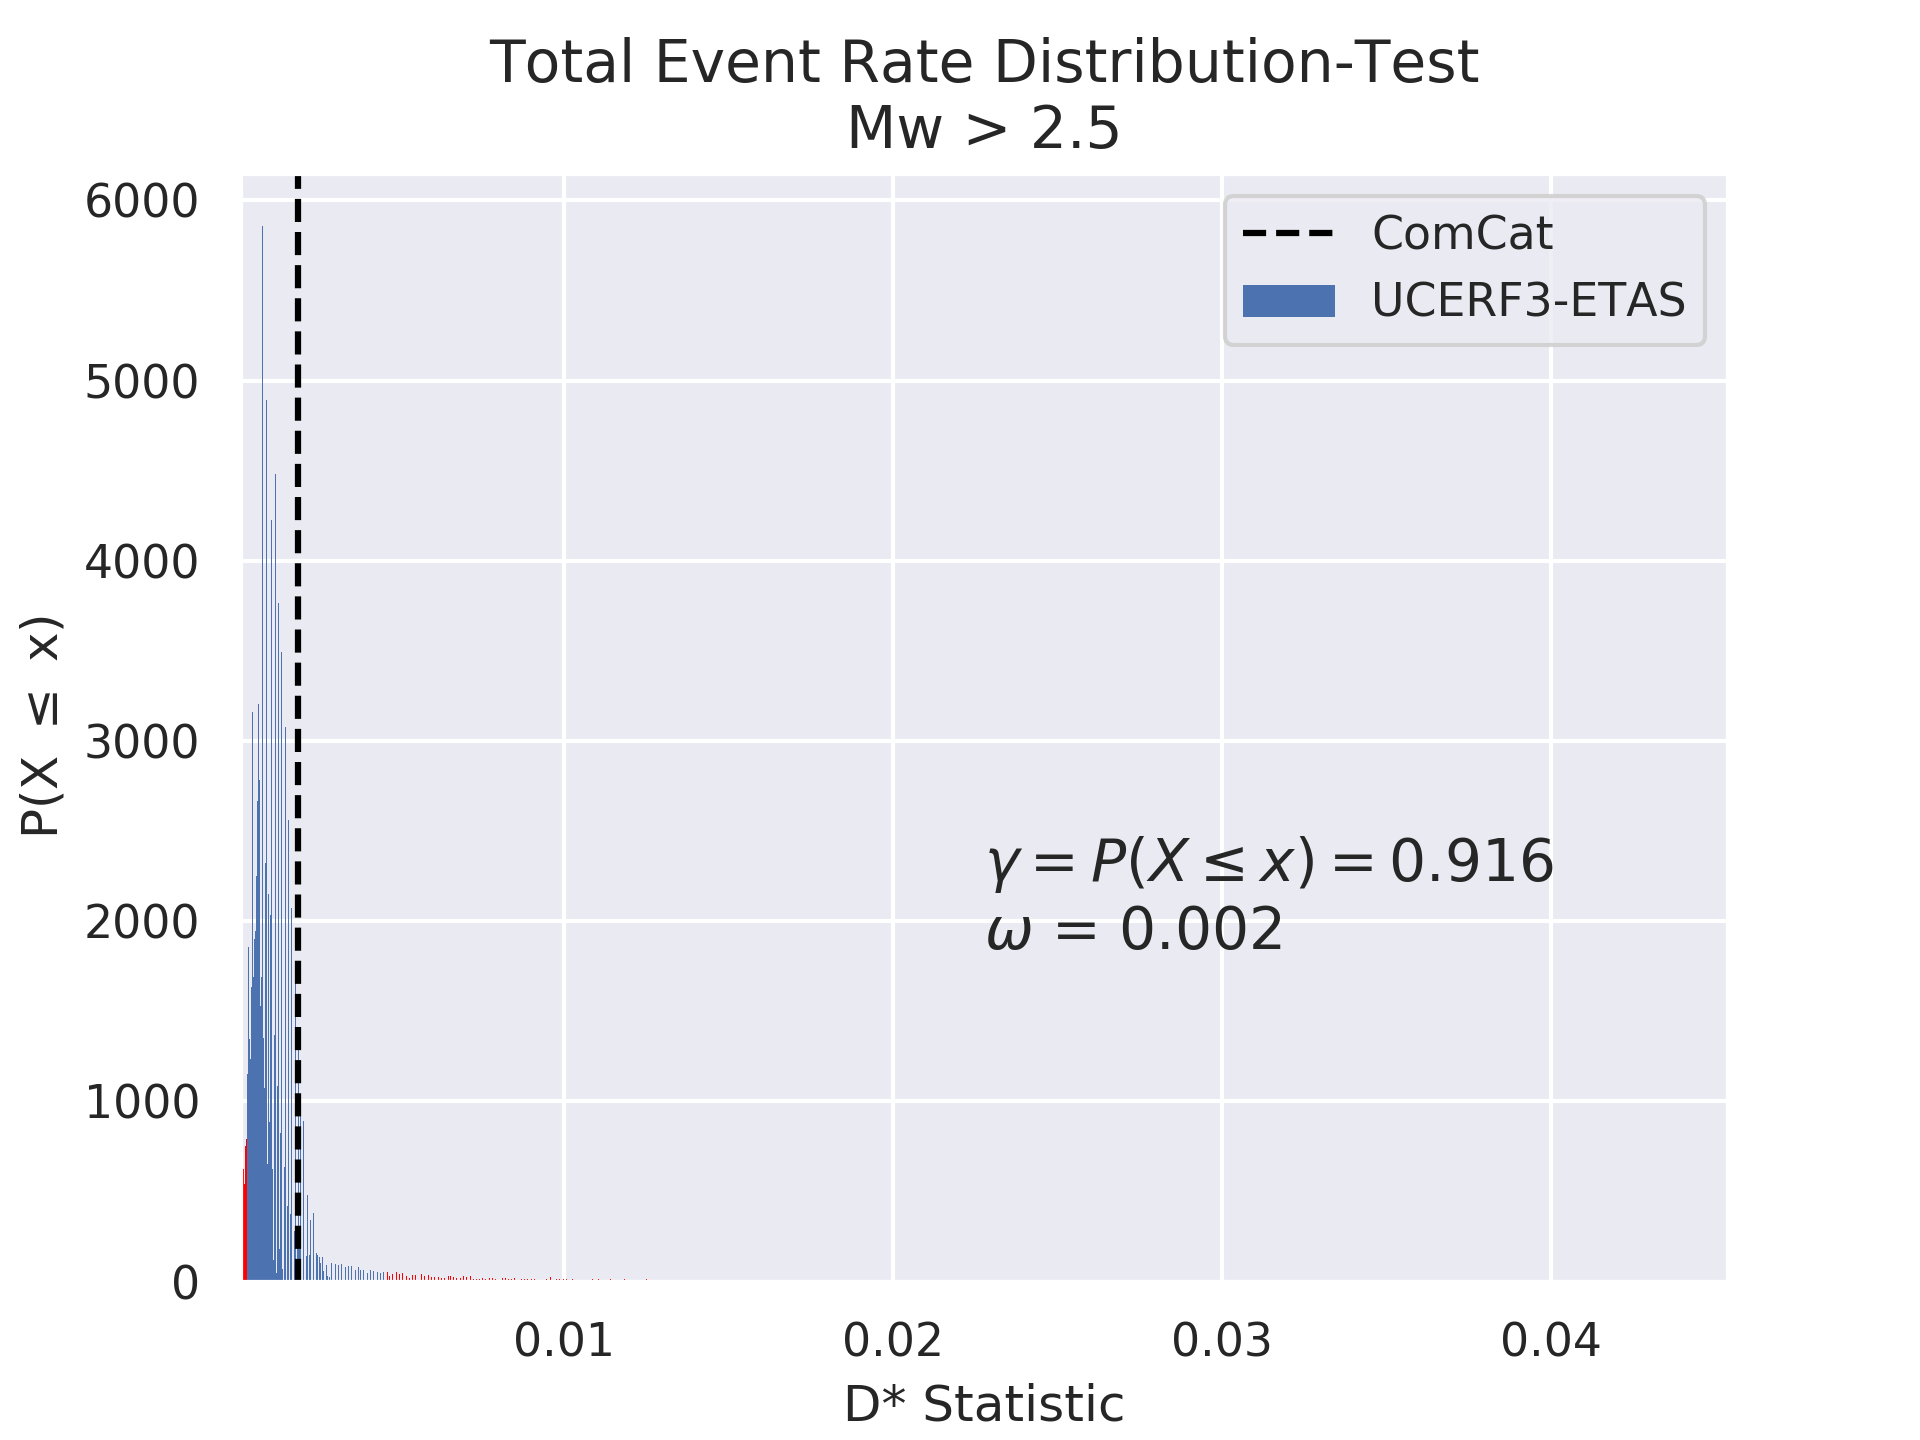 Total Event Rate Distribution-Test
Mw > 2.5
6000
5000
4000
3000
2000
1000
0
P(X ≤ x)
ComCat
UCERF3-ETAS
γ = P(X ≤ x) = 0.916
ω = 0.002
0.01 0.02 0.03 0.04
D* Statistic